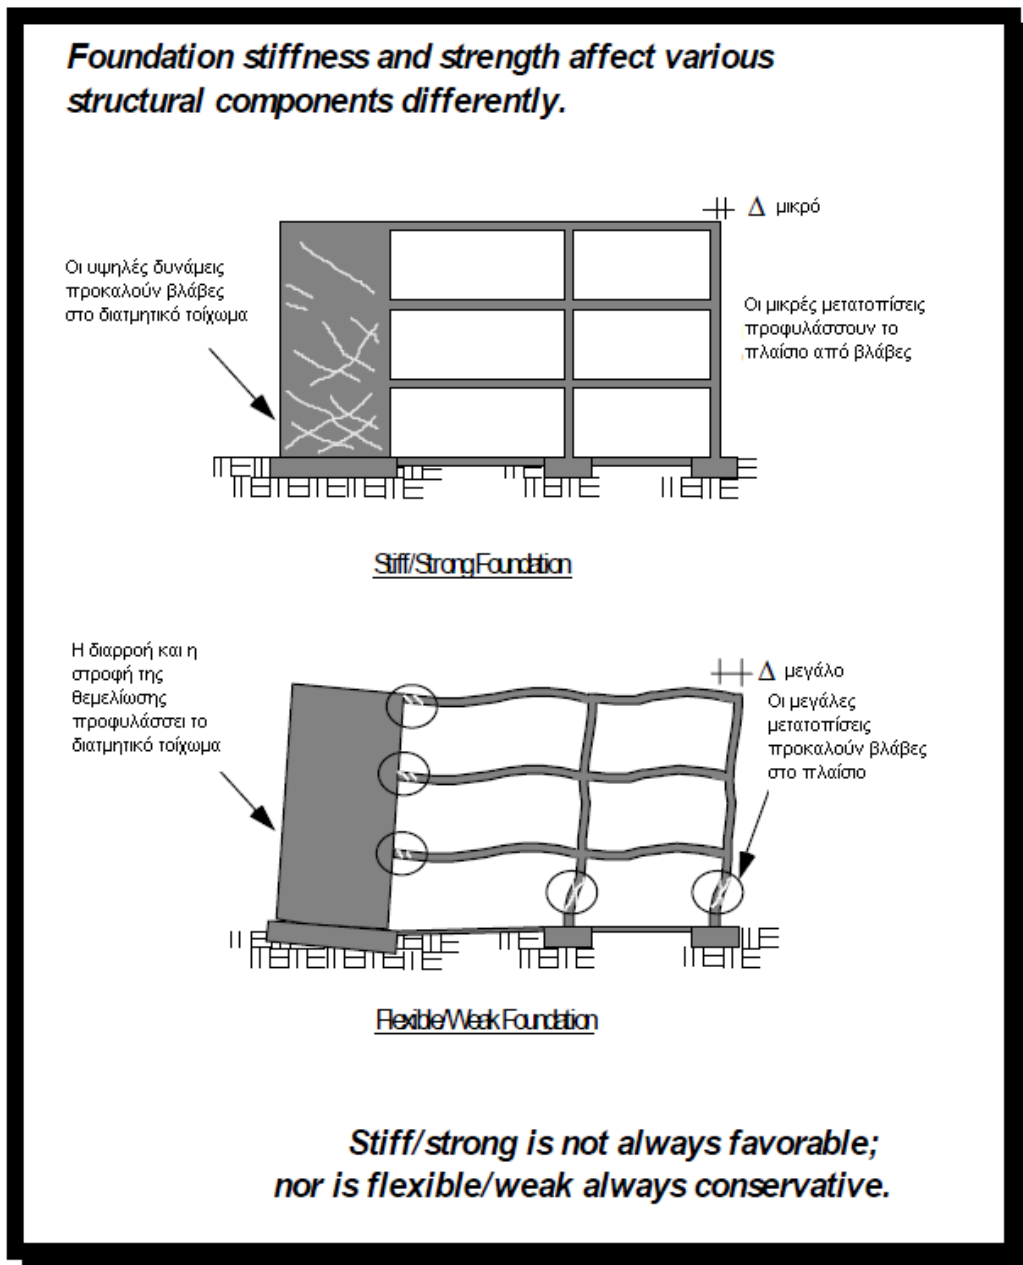 Foundation stiffness and strength affect various
structural components differently.
Δ μικρό
Οι υψηλές δυνάμεις
προκαλούν βλάβες
στο διατμητικό τοίχωμα
Οι μικρές μετατοπίσεις
προφυλάσσουν το
πλαίσιο από βλάβες
Stiff/Strong Foundation
Η διαρροή και η
στροφή της
θεμελίωσης
προφυλάσσει το
διατμητικό τοίχωμα
Δ μεγάλο
Οι μεγάλες
μετατοπίσεις
προκαλούν βλάβες
στο πλαίσιο
Flexible/Weak Foundation
Stiff/strong is not always favorable;
nor is flexible/weak always conservative.